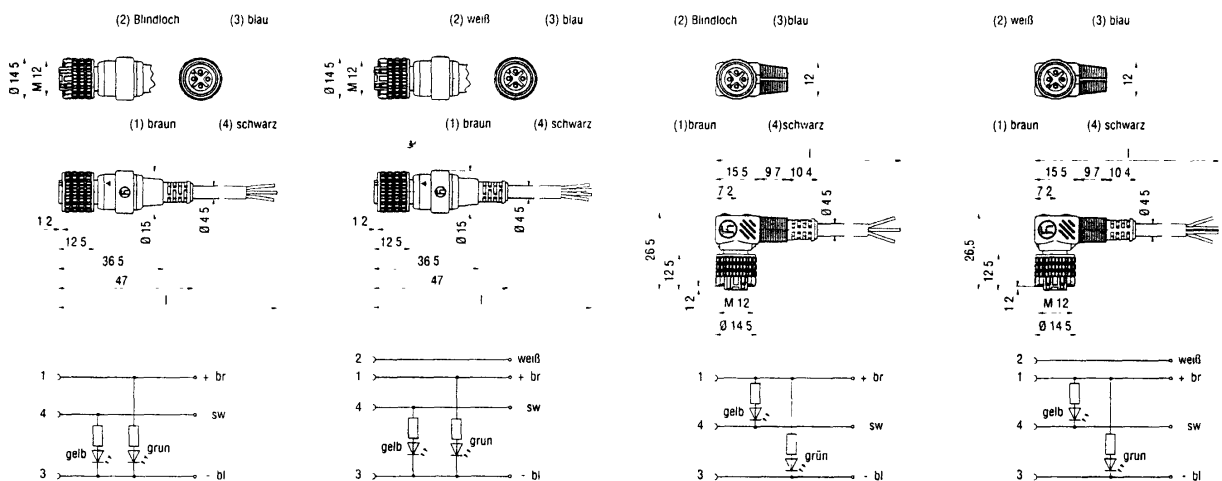 (2) Blindloch (3) blau
Ø 14 5
M 12
(1) braun (4) schwarz
1 2
12 5
36 5
47
l
Ø 15
Ø 4 5
1
4
3
+ br
sw
- bl
gelb
grun
(2) weiß (3) blau
Ø 14 5
M 12
(1) braun (4) schwarz
1 2
12 5
36 5
47
l
Ø 15
Ø 4 5
2
1
4
3
weiß
+ br
sw
- bl
gelb
grun
(2) Blindloch (3)blau
12
(1)braun (4)schwarz
l
15 5 9 7 10 4
7 2
Ø 4 5
26 5
12 5
1 2
M 12
Ø 14 5
1
4
3
+ br
sw
- bl
gelb
grün
(2) weiß (3) blau
12
(1) braun (4) schwarz
l
15 5 9 7 10 4
7 2
Ø 4 5
26,5
12 5
1 2
M 12
Ø 14 5
2
1
4
3
weiß
+ br
sw
- bl
gelb
grun